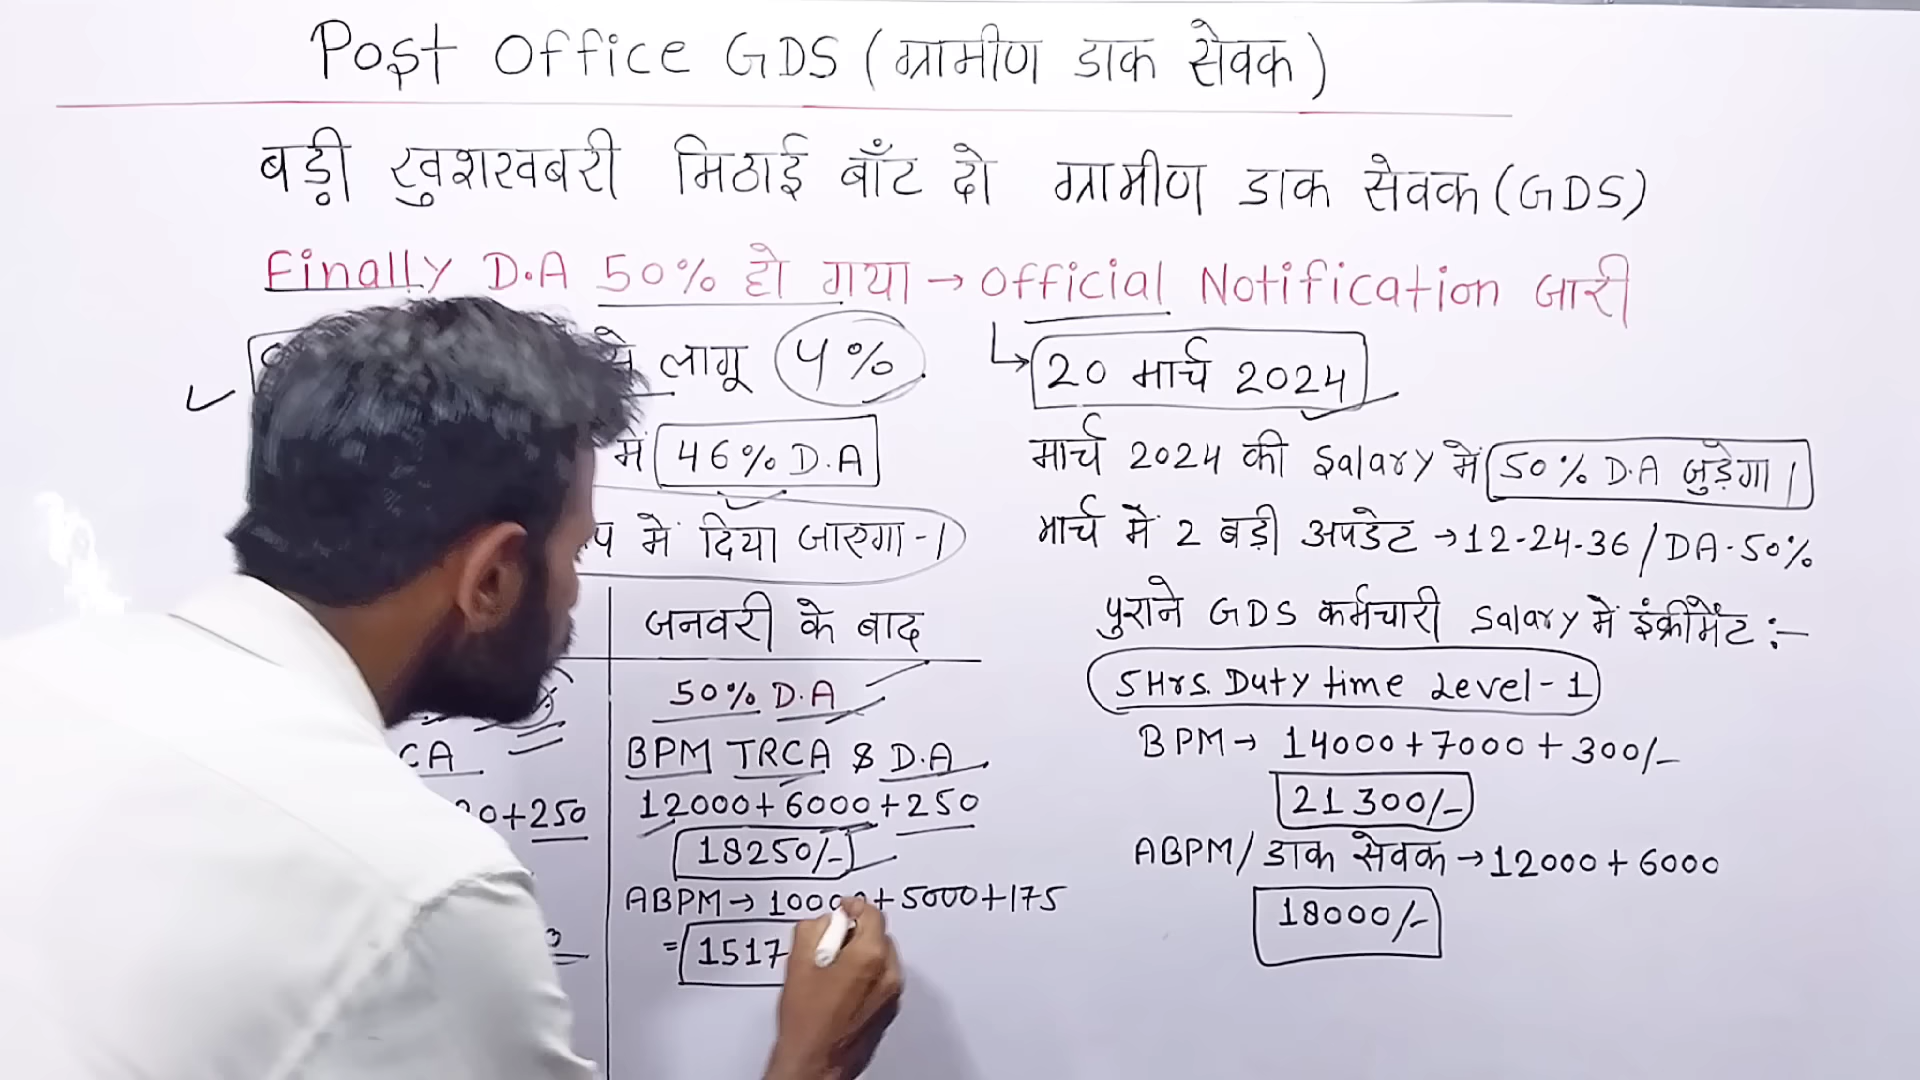 Post Office GDS (ग्रामीण डाक सेवक)
बड़ी खुशखबरी मिठाई बाँट दो ग्रामीण डाक सेवक (GDS)
Finally D.A 50% हो गया → Official Notification जारी
से लागू 4%
20 मार्च 2024
में 46% D.A
मार्च 2024 की Salary में 50% D.A जुड़ेगा।
में दिया जाएगा-।
मार्च में 2 बड़ी अपडेट → 12-24-36 / DA-50%
जनवरी के बाद
50% D.A
BPM TRCA & D.A
+250
12000+6000+250
18250/-
ABPM → 10000+5000+175
= 1517
पुराने GDS कर्मचारी Salary में इंक्रीमेंट :-
5Hrs. Duty time Level-1
BPM → 14000+7000+300/-
21300/-
ABPM/डाक सेवक → 12000+6000
18000/-